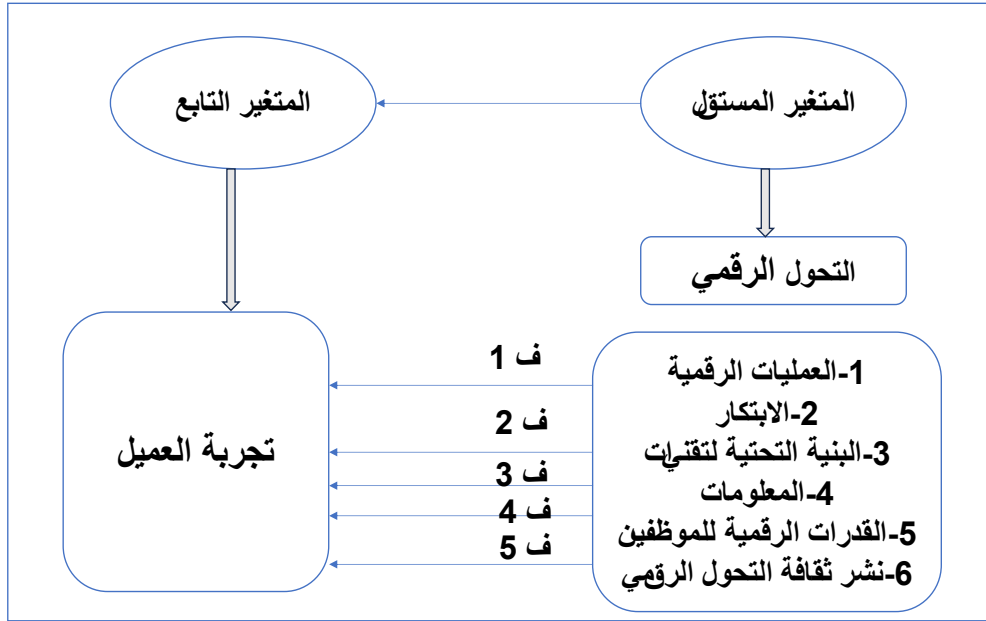 المتغير المستقل
المتغير التابع
التحول الرقمي
1-العمليات الرقمية
2-الابتكار
3-البنية التحتية لتقنيات
4-المعلومات
5-القدرات الرقمية للموظفين
6-نشر ثقافة التحول الرقمي
ف 1
ف 2
ف 3
ف 4
ف 5
تجربة العميل